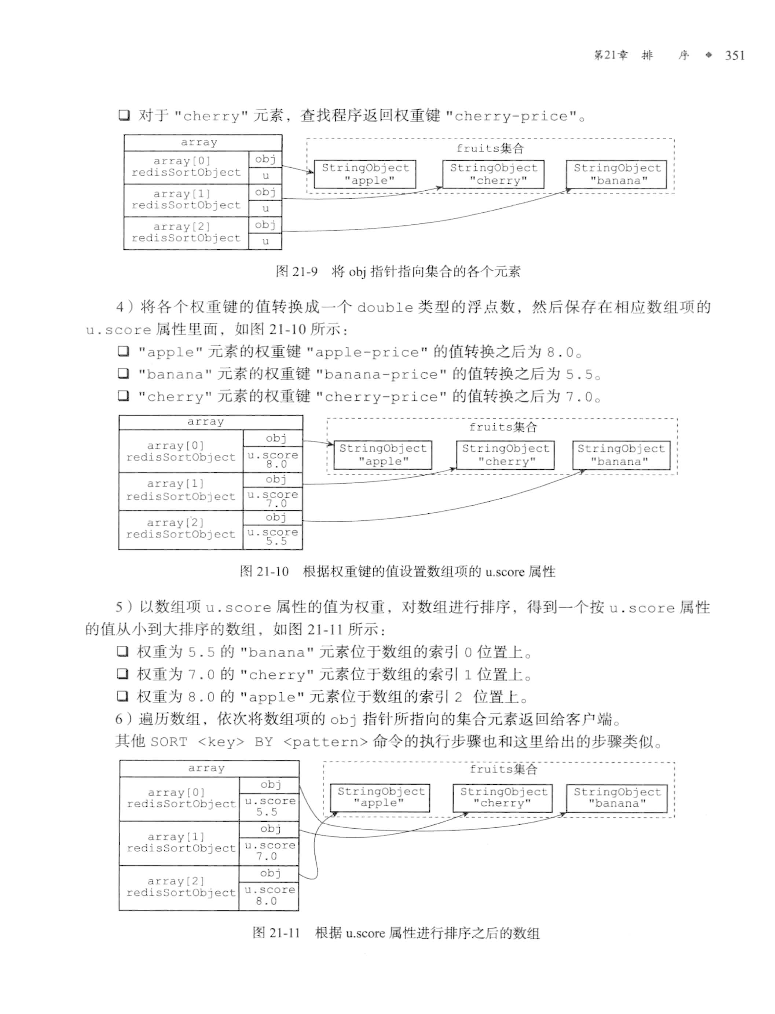 第21章 排 序 ❖ 351
❑ 对于 "cherry" 元素，查找程序返回权重键 "cherry-price"。
array
fruits集合
array[0]
redisSortObject
obj
u
StringObject
"apple"
StringObject
"cherry"
StringObject
"banana"
array[1]
redisSortObject
obj
u
array[2]
redisSortObject
obj
u
图 21-9 将 obj 指针指向集合的各个元素
4）将各个权重键的值转换成一个 double 类型的浮点数，然后保存在相应数组项的
u.score 属性里面，如图 21-10 所示：
❑ "apple" 元素的权重键 "apple-price" 的值转换之后为 8.0。
❑ "banana" 元素的权重键 "banana-price" 的值转换之后为 5.5。
❑ "cherry" 元素的权重键 "cherry-price" 的值转换之后为 7.0。
array
fruits集合
array[0]
redisSortObject
obj
u.score
8.0
StringObject
"apple"
StringObject
"cherry"
StringObject
"banana"
array[1]
redisSortObject
obj
u.score
7.0
array[2]
redisSortObject
obj
u.score
5.5
图 21-10 根据权重键的值设置数组项的 u.score 属性
5）以数组项 u.score 属性的值为权重，对数组进行排序，得到一个按 u.score 属性
的值从小到大排序的数组，如图 21-11 所示：
❑ 权重为 5.5 的 "banana" 元素位于数组的索引 0 位置上。
❑ 权重为 7.0 的 "cherry" 元素位于数组的索引 1 位置上。
❑ 权重为 8.0 的 "apple" 元素位于数组的索引 2 位置上。
6）遍历数组，依次将数组项的 obj 指针所指向的集合元素返回给客户端。
其他 SORT <key> BY <pattern> 命令的执行步骤也和这里给出的步骤类似。
array
fruits集合
array[0]
redisSortObject
obj
u.score
5.5
StringObject
"apple"
StringObject
"cherry"
StringObject
"banana"
array[1]
redisSortObject
obj
u.score
7.0
array[2]
redisSortObject
obj
u.score
8.0
图 21-11 根据 u.score 属性进行排序之后的数组